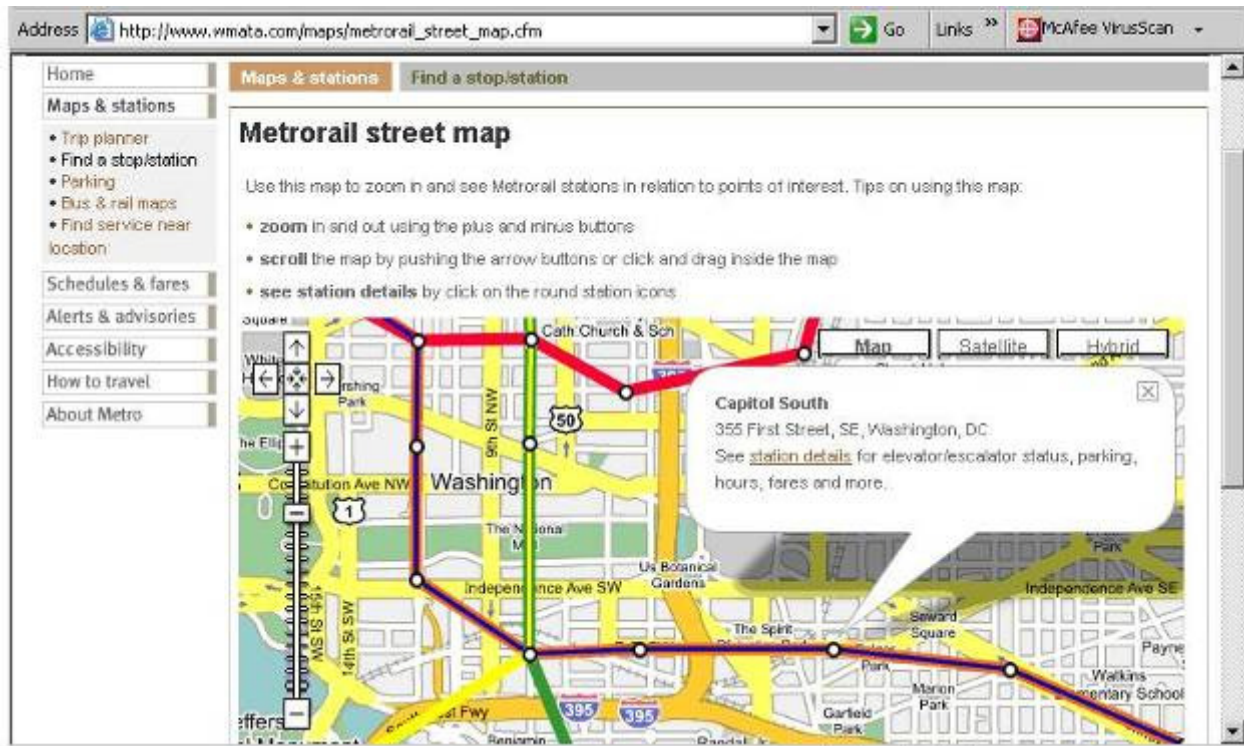 Address http://www.wmata.com/maps/metrorail_street_map.cfm Go Links » McAfee VirusScan
Home
Maps & stations
• Trip planner
• Find a stop/station
• Parking
• Bus & rail maps
• Find service near
location
Schedules & fares
Alerts & advisories
Accessibility
How to travel
About Metro
Maps & stations Find a stop/station
Metrorail street map
Use this map to zoom in and see Metrorail stations in relation to points of interest. Tips on using this map:
• zoom in and out using the plus and minus buttons
• scroll the map by pushing the arrow buttons or click and drag inside the map
• see station details by click on the round station icons
Square
Cath Church & Sch
Map Satellite Hybrid
Park
50
9th St NW
Capitol South
355 First Street, SE, Washington, DC
See station details for elevator/escalator status, parking,
hours, fares and more.
Washington
1
The National
Park
Us Botanical
Gardens
Independence Ave SW
Independence Ave SE
15th St SW
14th St SW
The Spirit
Seward
Square
Park
Payne
Watkins
Elementary School
Marion
Park
Garfield
Park
395
395
Benjamin